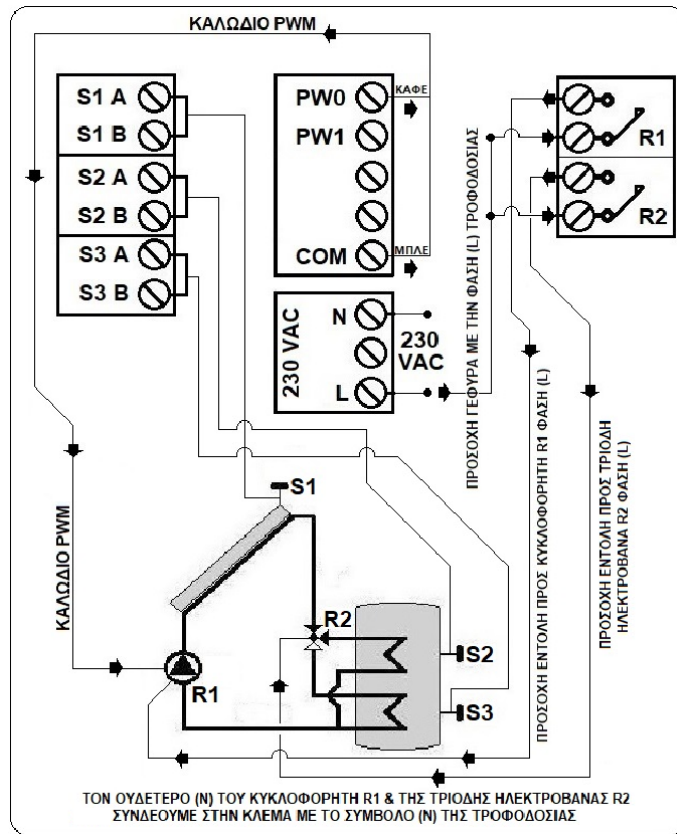 ΚΑΛΩΔΙΟ PWM
S1 A
S1 B
S2 A
S2 B
S3 A
S3 B
PW0
ΚΑΦΕ
PW1
COM
ΜΠΛΕ
R1
R2
230 VAC
N
L
230
VAC
ΠΡΟΣΟΧΗ ΓΕΦΥΡΑ ΜΕ ΤΗΝ ΦΑΣΗ (L) ΤΡΟΦΟΔΟΣΙΑΣ
ΠΡΟΣΟΧΗ ΕΝΤΟΛΗ ΠΡΟΣ ΚΥΚΛΟΦΟΡΗΤΗ R1 ΦΑΣΗ (L)
ΠΡΟΣΟΧΗ ΕΝΤΟΛΗ ΠΡΟΣ ΤΡΙΟΔΗ
ΗΛΕΚΤΡΟΒΑΝΑ R2 ΦΑΣΗ (L)
ΚΑΛΩΔΙΟ PWM
S1
R2
S2
S3
R1
ΤΟΝ ΟΥΔΕΤΕΡΟ (N) ΤΟΥ ΚΥΚΛΟΦΟΡΗΤΗ R1 & ΤΗΣ ΤΡΙΟΔΗΣ ΗΛΕΚΤΡΟΒΑΝΑΣ R2
ΣΥΝΔΕΟΥΜΕ ΣΤΗΝ ΚΛΕΜΑ ΜΕ ΤΟ ΣΥΜΒΟΛΟ (N) ΤΗΣ ΤΡΟΦΟΔΟΣΙΑΣ